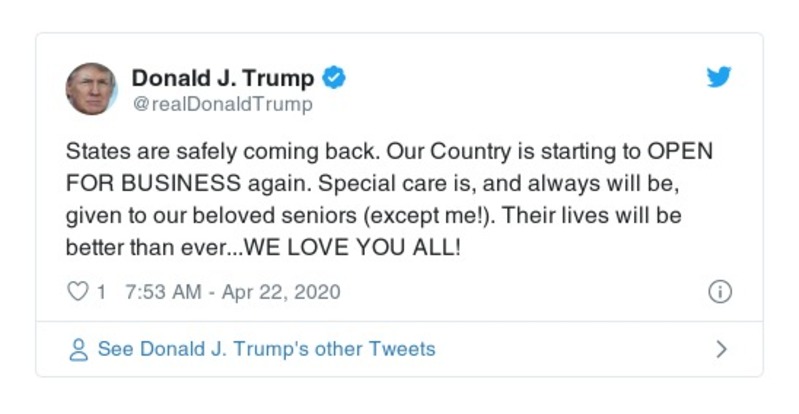 Donald J. Trump
@realDonaldTrump
States are safely coming back. Our Country is starting to OPEN
FOR BUSINESS again. Special care is, and always will be,
given to our beloved seniors (except me!). Their lives will be
better than ever...WE LOVE YOU ALL!
1 7:53 AM - Apr 22, 2020
See Donald J. Trump's other Tweets